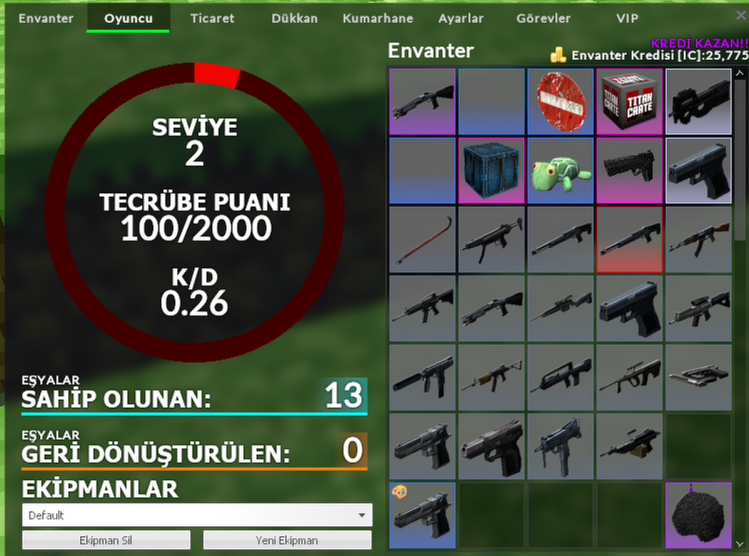 Envanter Oyuncu Ticaret Dükkan Kumarhane Ayarlar Görevler VIP
KREDİ KAZAN!!
Envanter
Envanter Kredisi [IC]:25,775
SEVİYE
2
TECRÜBE PUANI
100/2000
K/D
0.26
EŞYALAR
SAHİP OLUNAN: 13
EŞYALAR
GERİ DÖNÜŞTÜRÜLEN: 0
EKİPMANLAR
Default
Ekipman Sil Yeni Ekipman
TITAN CRATE